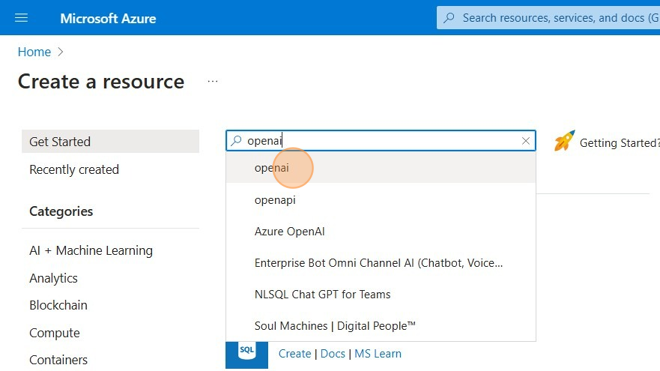 Microsoft Azure
Search resources, services, and docs (G
Home >
Create a resource ...
Get Started
Recently created
Categories
AI + Machine Learning
Analytics
Blockchain
Compute
Containers
openai
openai
openapi
Azure OpenAI
Enterprise Bot Omni Channel AI (Chatbot, Voice...
NLSQL Chat GPT for Teams
Soul Machines | Digital People™
SQL
Create | Docs | MS Learn
Getting Started?